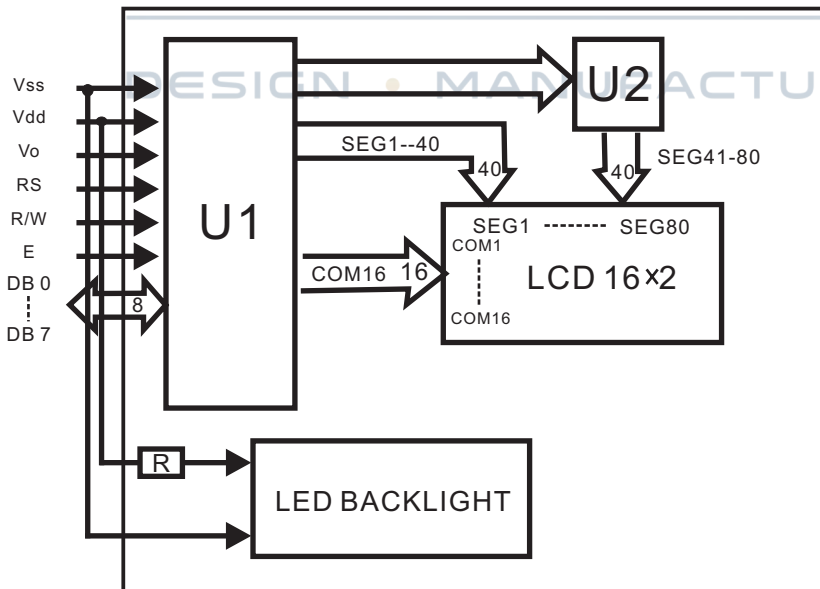 DESIGN • MANUFACTU
Vss
Vdd
Vo
RS
R/W
E
DB 0
DB 7
8
U1
U2
SEG1--40
40
40
SEG41-80
COM16 16
SEG1 -------- SEG80
COM1
COM16
LCD 16×2
R
LED BACKLIGHT